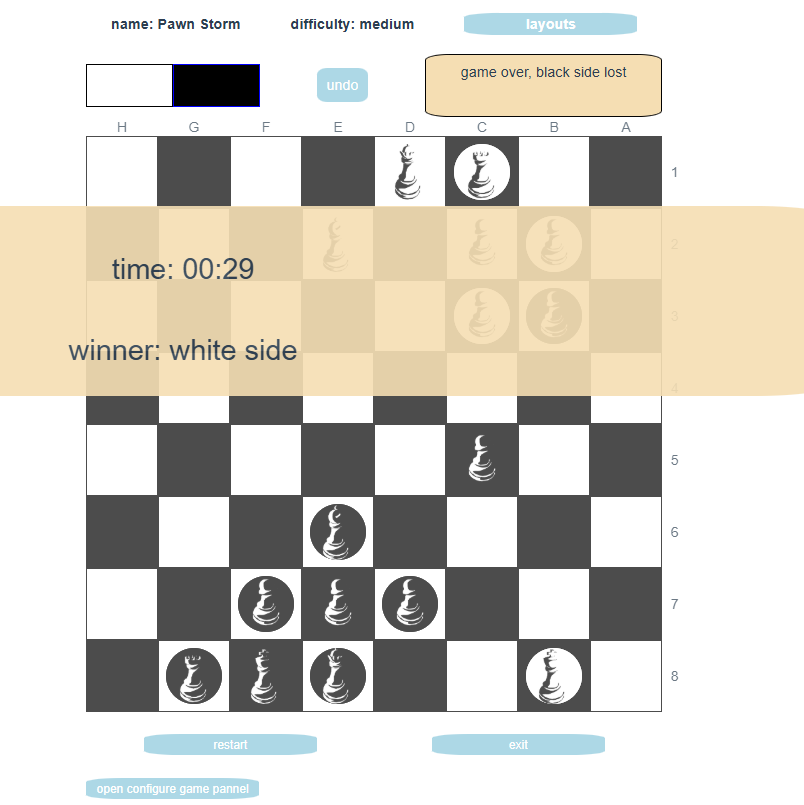 name: Pawn Storm difficulty: medium layouts
undo game over, black side lost
H G F E D C B A
1
2
time: 00:29
3
winner: white side
4
5
6
7
8
restart exit
open configure game pannel